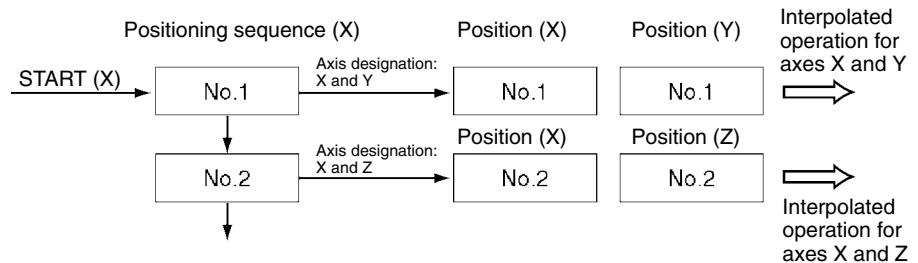 Positioning sequence (X)
Position (X)
Position (Y)
Interpolated
operation for
axes X and Y
START (X)
No.1
Axis designation:
X and Y
No.1
No.1
Position (X)
Position (Z)
No.2
Axis designation:
X and Z
No.2
No.2
Interpolated
operation for
axes X and Z